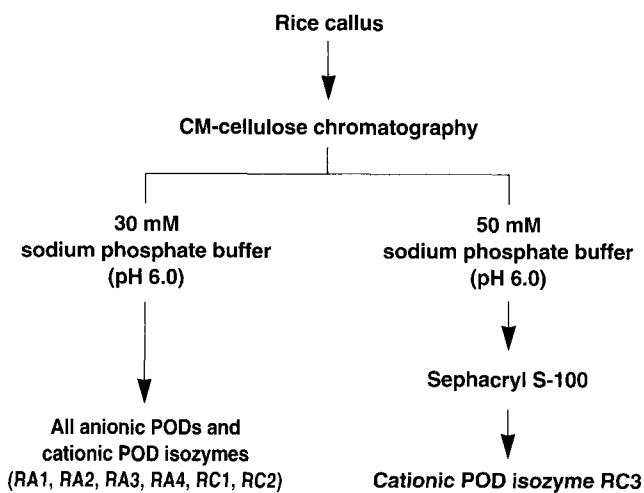 Rice callus
CM-cellulose chromatography
30 mM
sodium phosphate buffer
(pH 6.0)
50 mM
sodium phosphate buffer
(pH 6.0)
Sephacryl S-100
All anionic PODs and
cationic POD isozymes
(RA1, RA2, RA3, RA4, RC1, RC2)
Cationic POD isozyme RC3